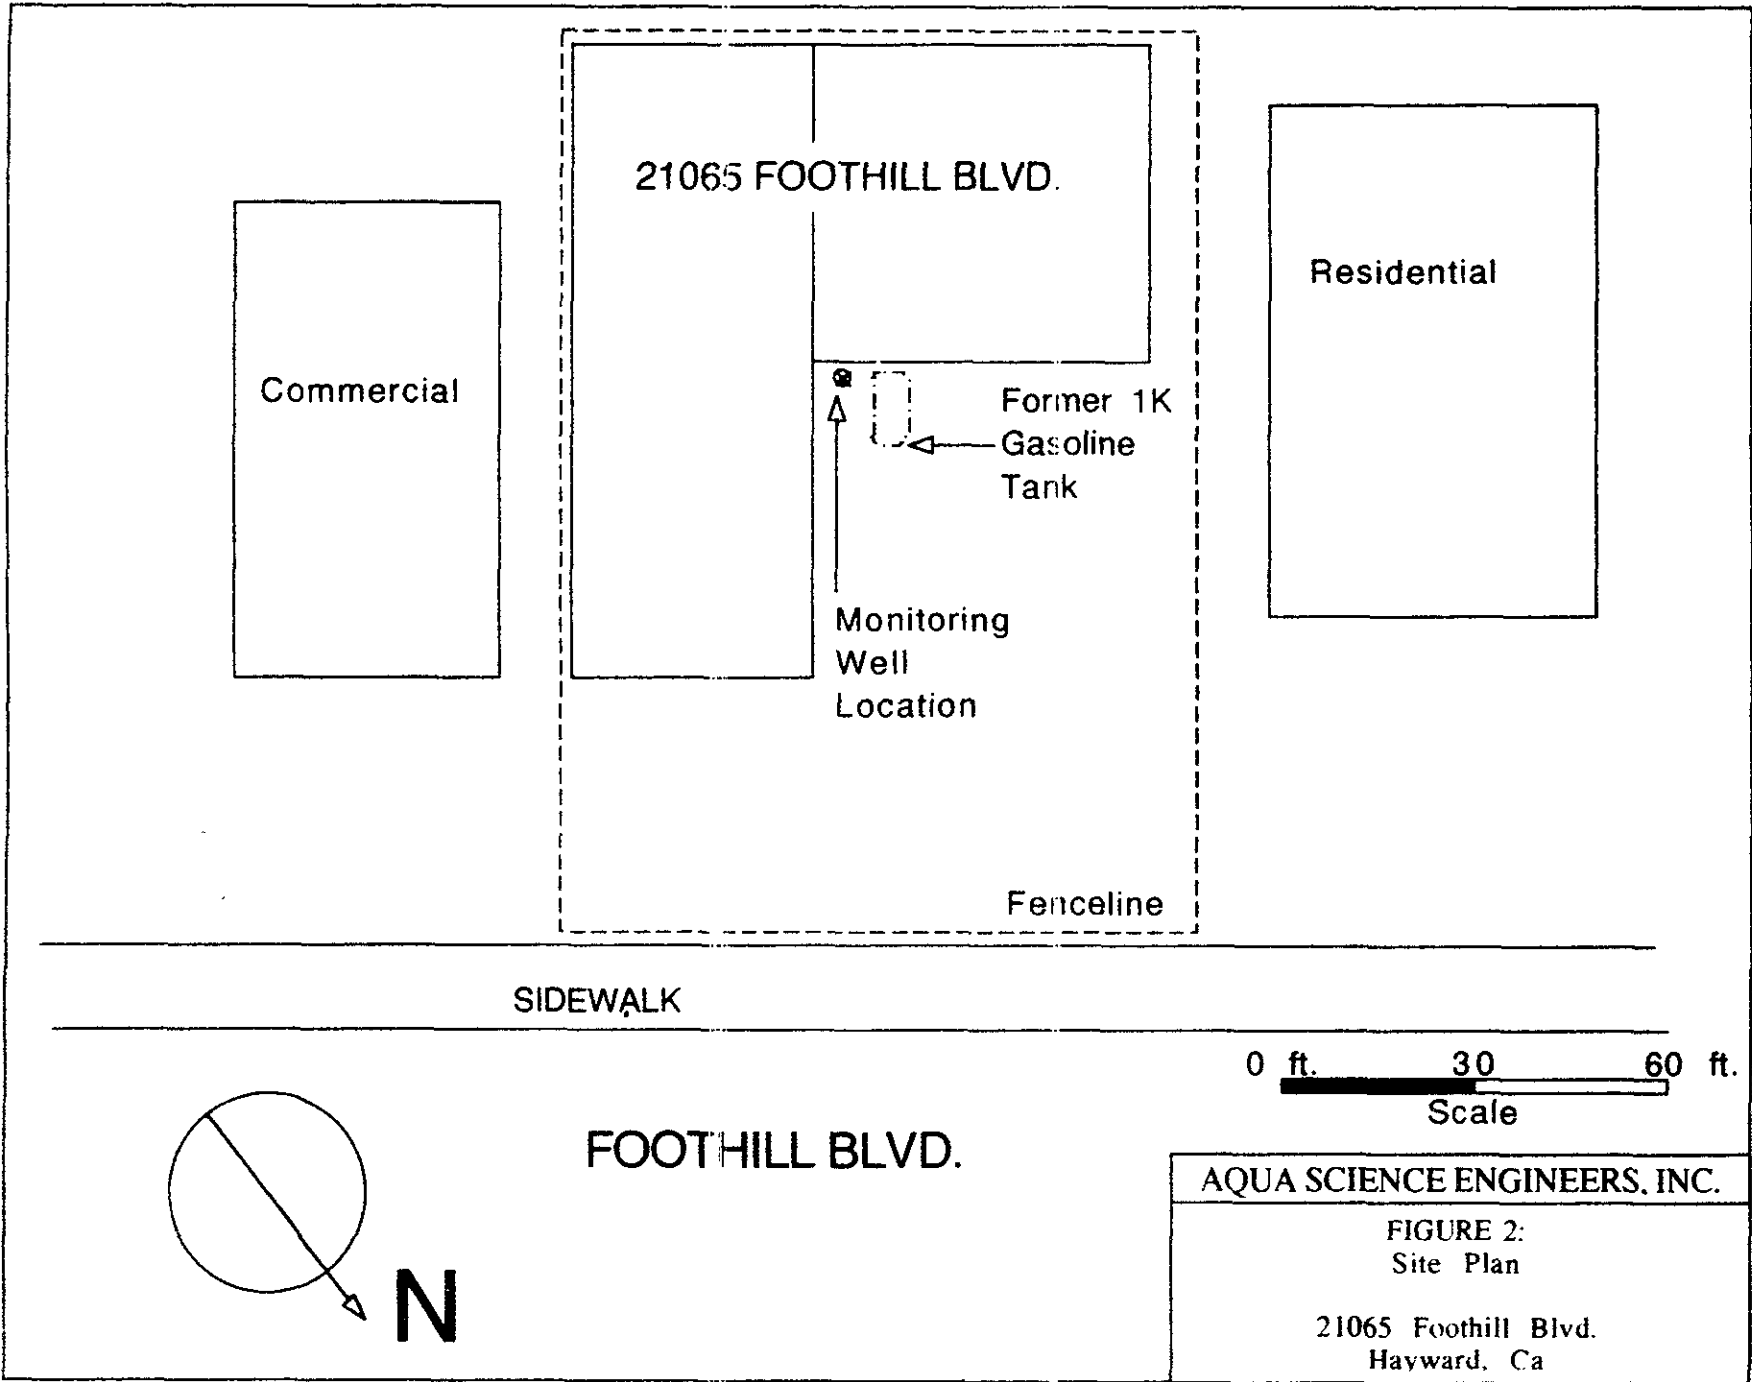 21065 FOOTHILL BLVD.
Residential
Commercial
Former 1K
Gasoline
Tank
Monitoring
Well
Location
Fenceline
SIDEWALK
0 ft. 30 60 ft.
Scale
FOOTHILL BLVD.
N
AQUA SCIENCE ENGINEERS, INC.
FIGURE 2:
Site Plan
21065 Foothill Blvd.
Hayward, Ca